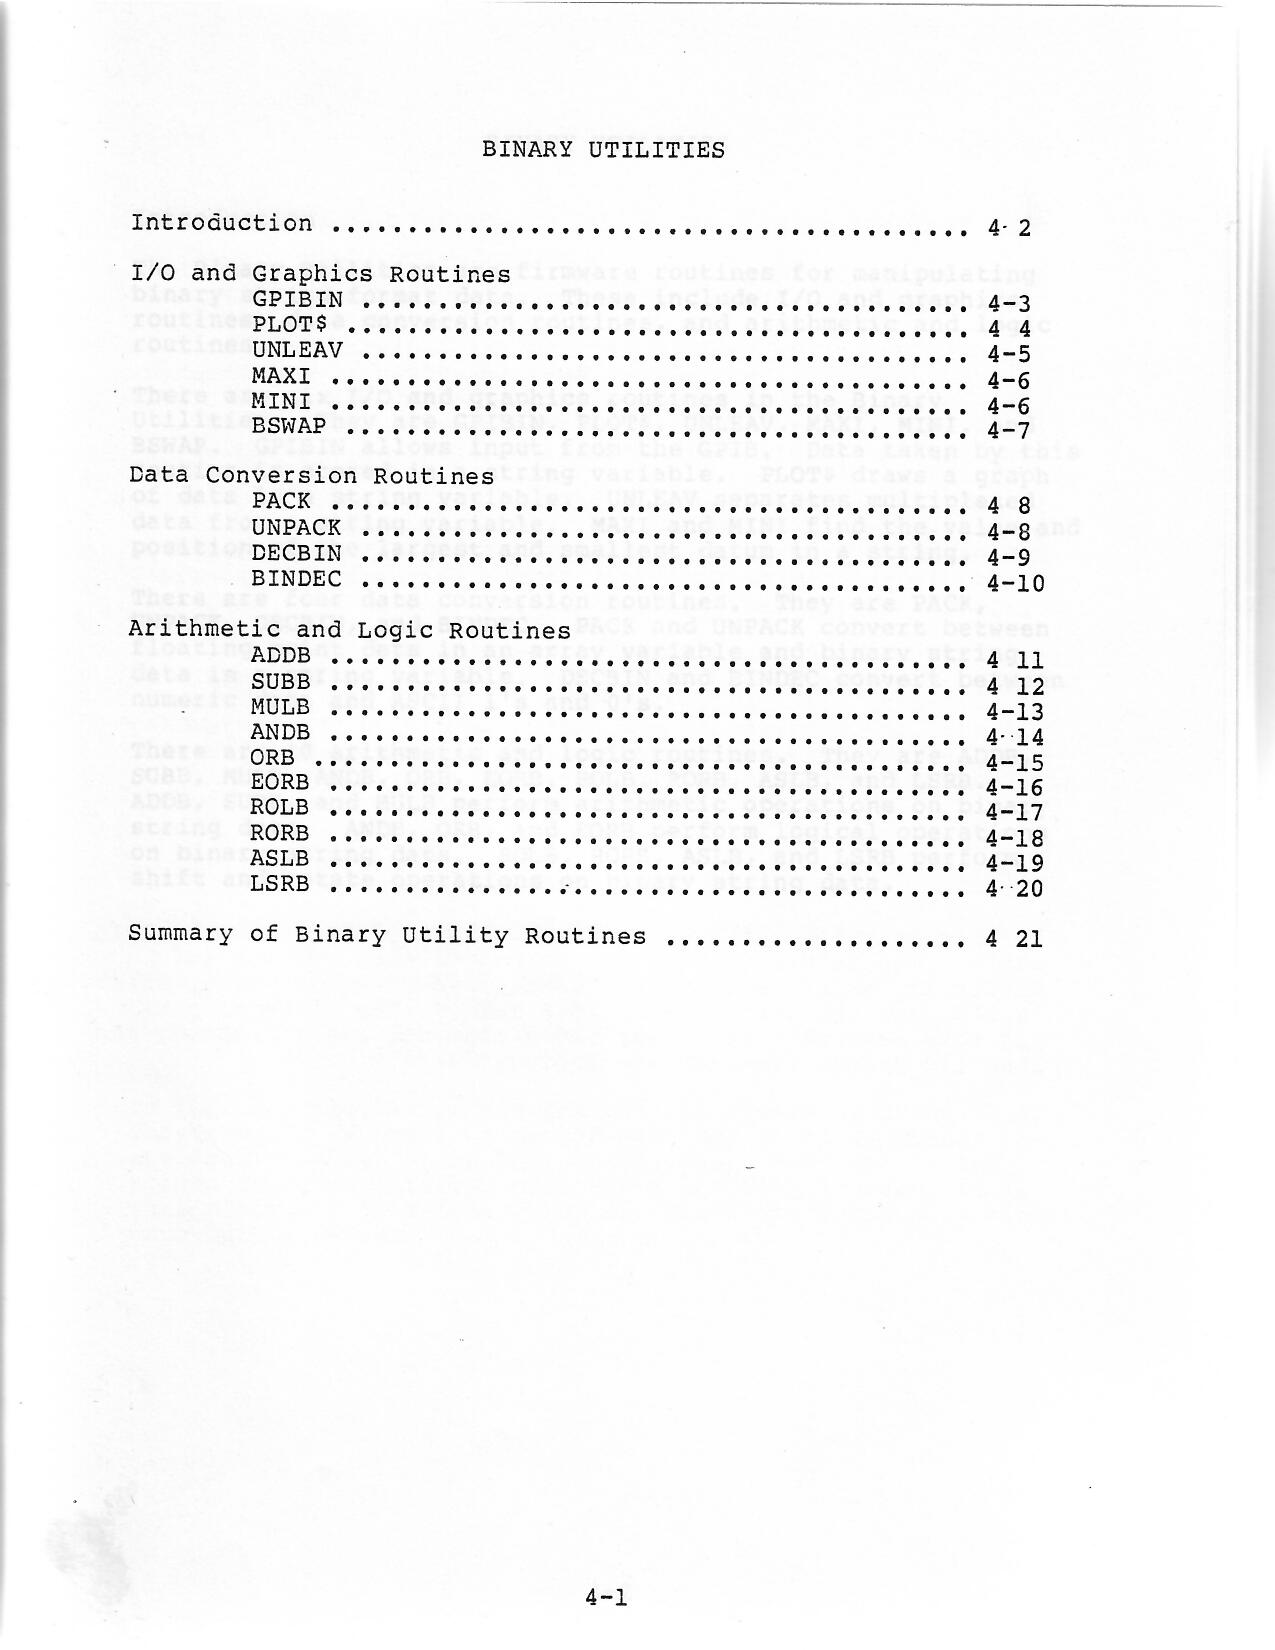 BINARY UTILITIES
Introduction .......................................... 4-2
I/O and Graphics Routines
GPIBIN ........................................ 4-3
PLOT$ ......................................... 4 4
UNLEAV ........................................ 4-5
MAXI .......................................... 4-6
MINI .......................................... 4-6
BSWAP ......................................... 4-7
Data Conversion Routines
PACK .......................................... 4 8
UNPACK ........................................ 4-8
DECBIN ........................................ 4-9
BINDEC ........................................ 4-10
Arithmetic and Logic Routines
ADDB .......................................... 4 11
SUBB .......................................... 4 12
MULB .......................................... 4-13
ANDB .......................................... 4-14
ORB ........................................... 4-15
EORB .......................................... 4-16
ROLB .......................................... 4-17
RORB .......................................... 4-18
ASLB .......................................... 4-19
LSRB .......................................... 4-20
Summary of Binary Utility Routines .................... 4 21
4-1